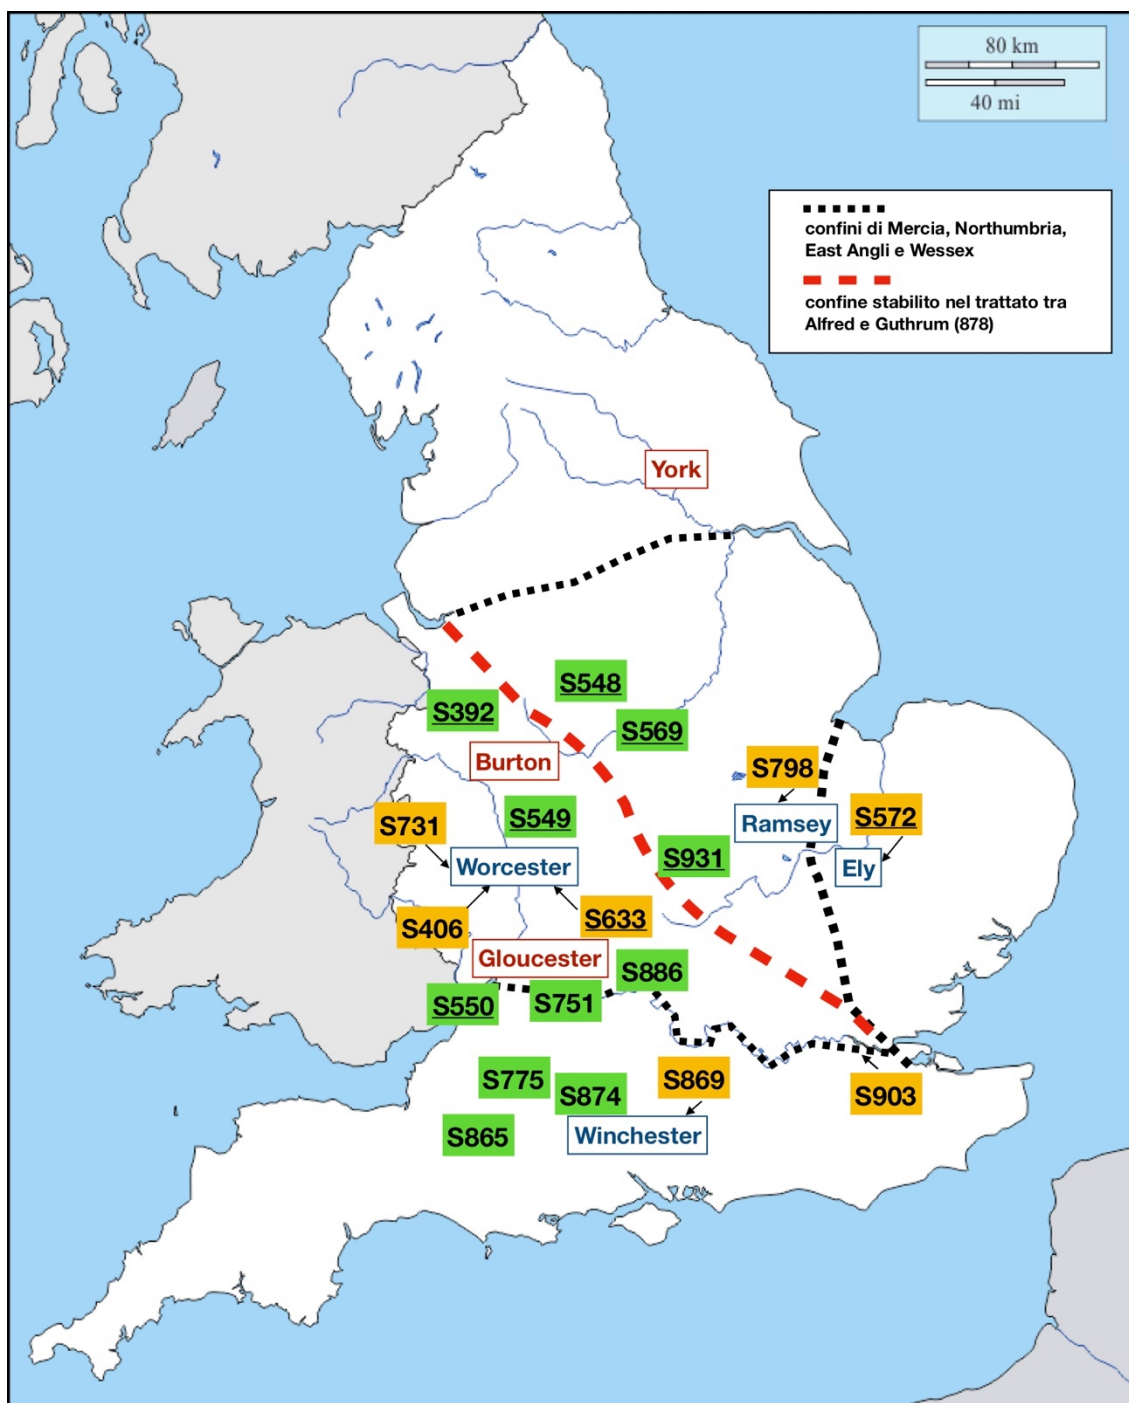 80 km
40 mi
confini di Mercia, Northumbria,
East Angli e Wessex
confine stabilito nel trattato tra
Alfred e Guthrum (878)
York
S548
S392
S569
Burton
S798
S731
S549
Ramsey
S572
Worcester
S931
Ely
S406
S633
Gloucester
S886
S550
S751
S775
S869
S874
S903
S865
Winchester